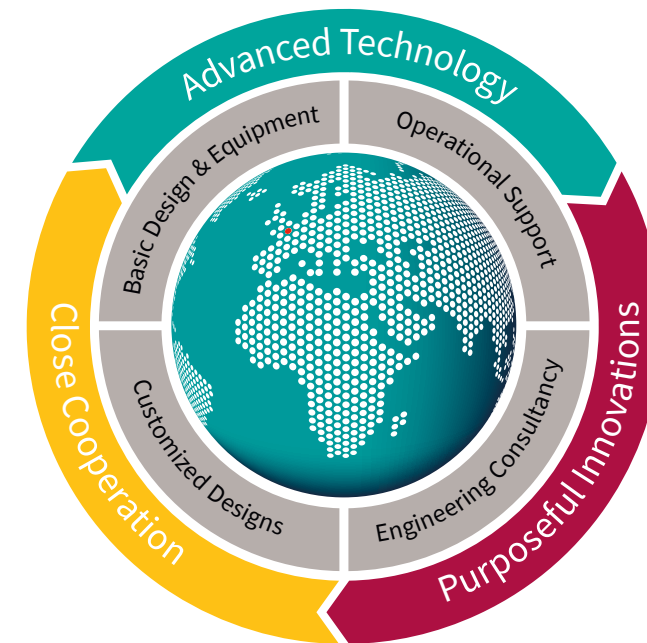 Advanced Technology
Basic Design & Equipment
Operational Support
Close Cooperation
Purposeful Innovations
Customized Designs
Engineering Consultancy